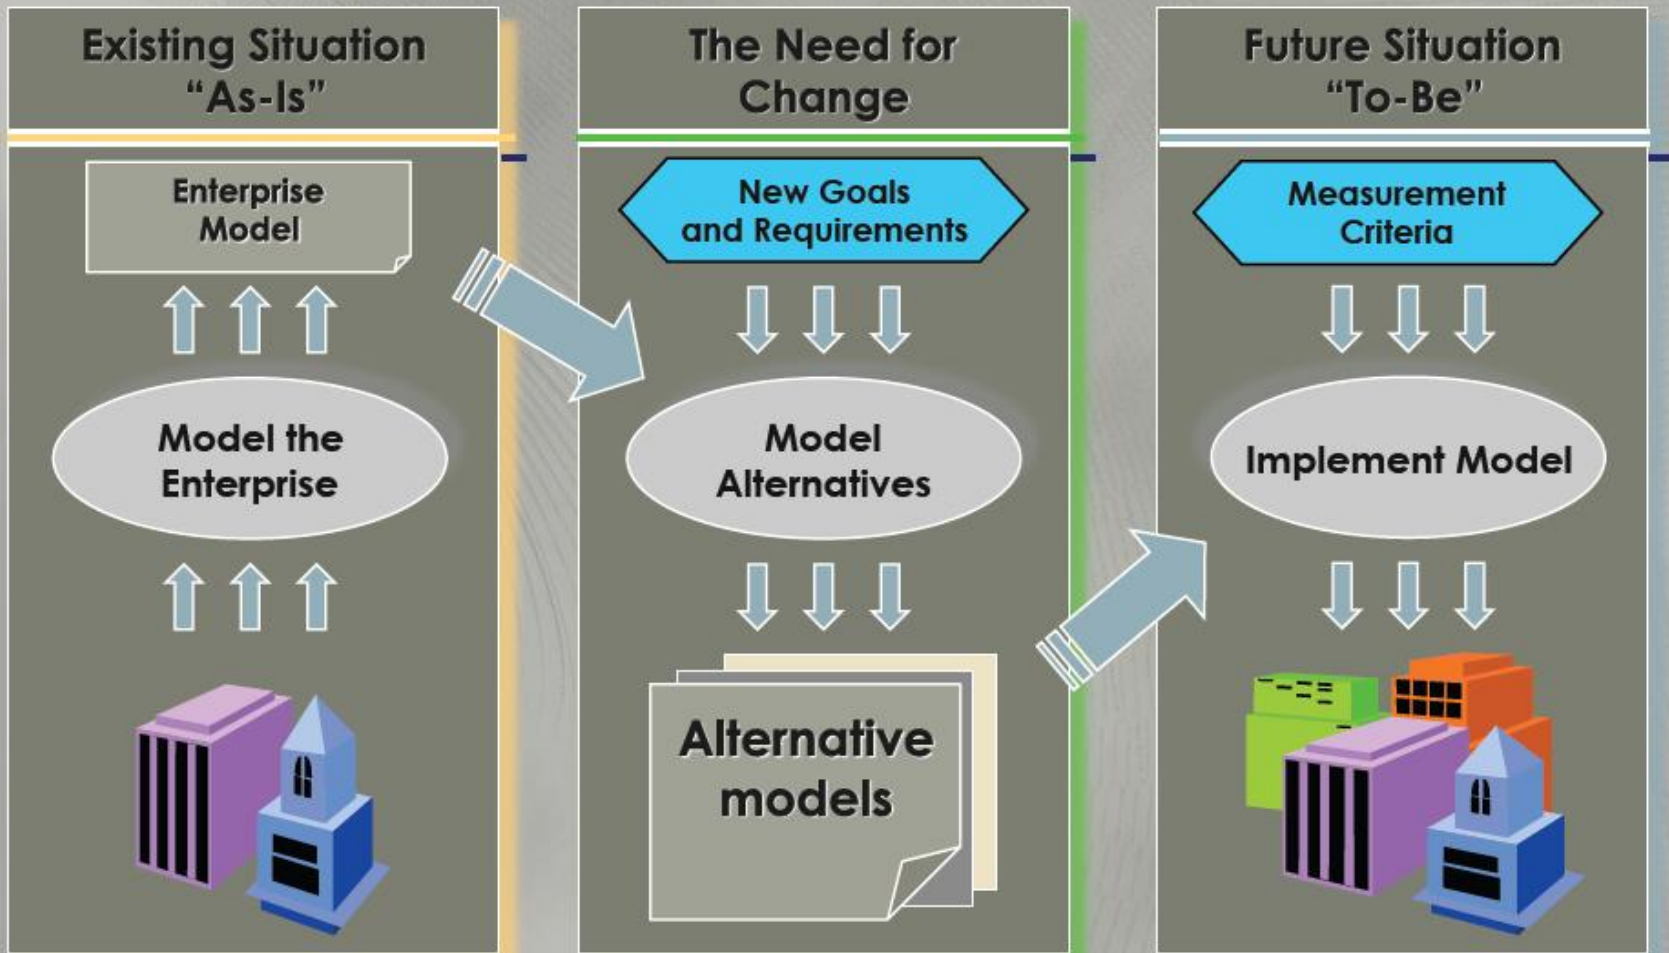 Existing Situation
“As-Is”
Enterprise
Model
Model the
Enterprise
The Need for
Change
New Goals
and Requirements
Model
Alternatives
Alternative
models
Future Situation
“To-Be”
Measurement
Criteria
Implement Model